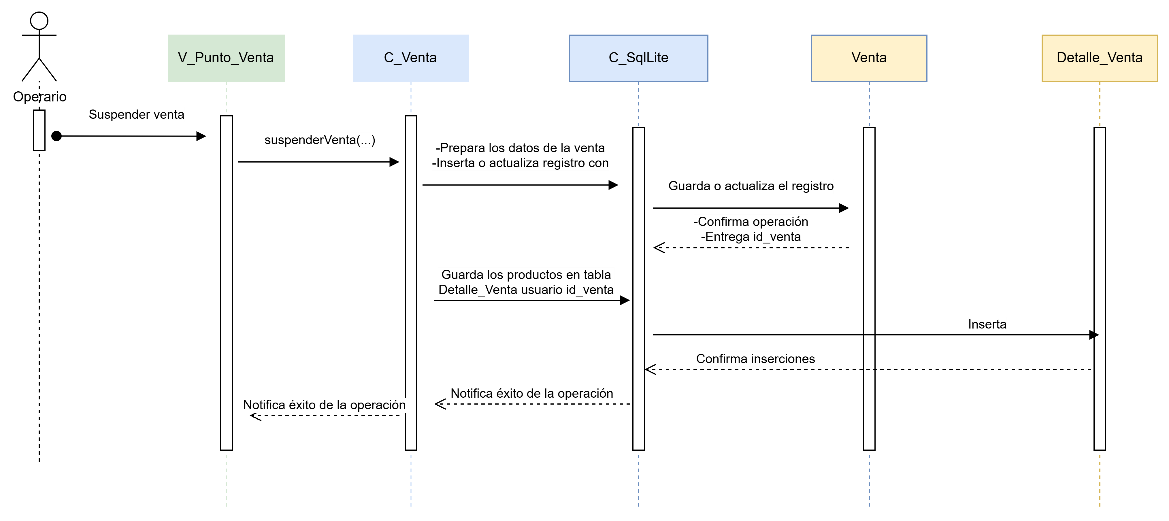 V_Punto_Venta
C_Venta
C_SqlLite
Venta
Detalle_Venta
Operario
Suspender venta
suspenderVenta(...)
-Prepara los datos de la venta
-Inserta o actualiza registro con
Guarda o actualiza el registro
-Confirma operación
-Entrega id_venta
Guarda los productos en tabla
Detalle_Venta usuario id_venta
Inserta
Confirma inserciones
Notifica éxito de la operación
Notifica éxito de la operación